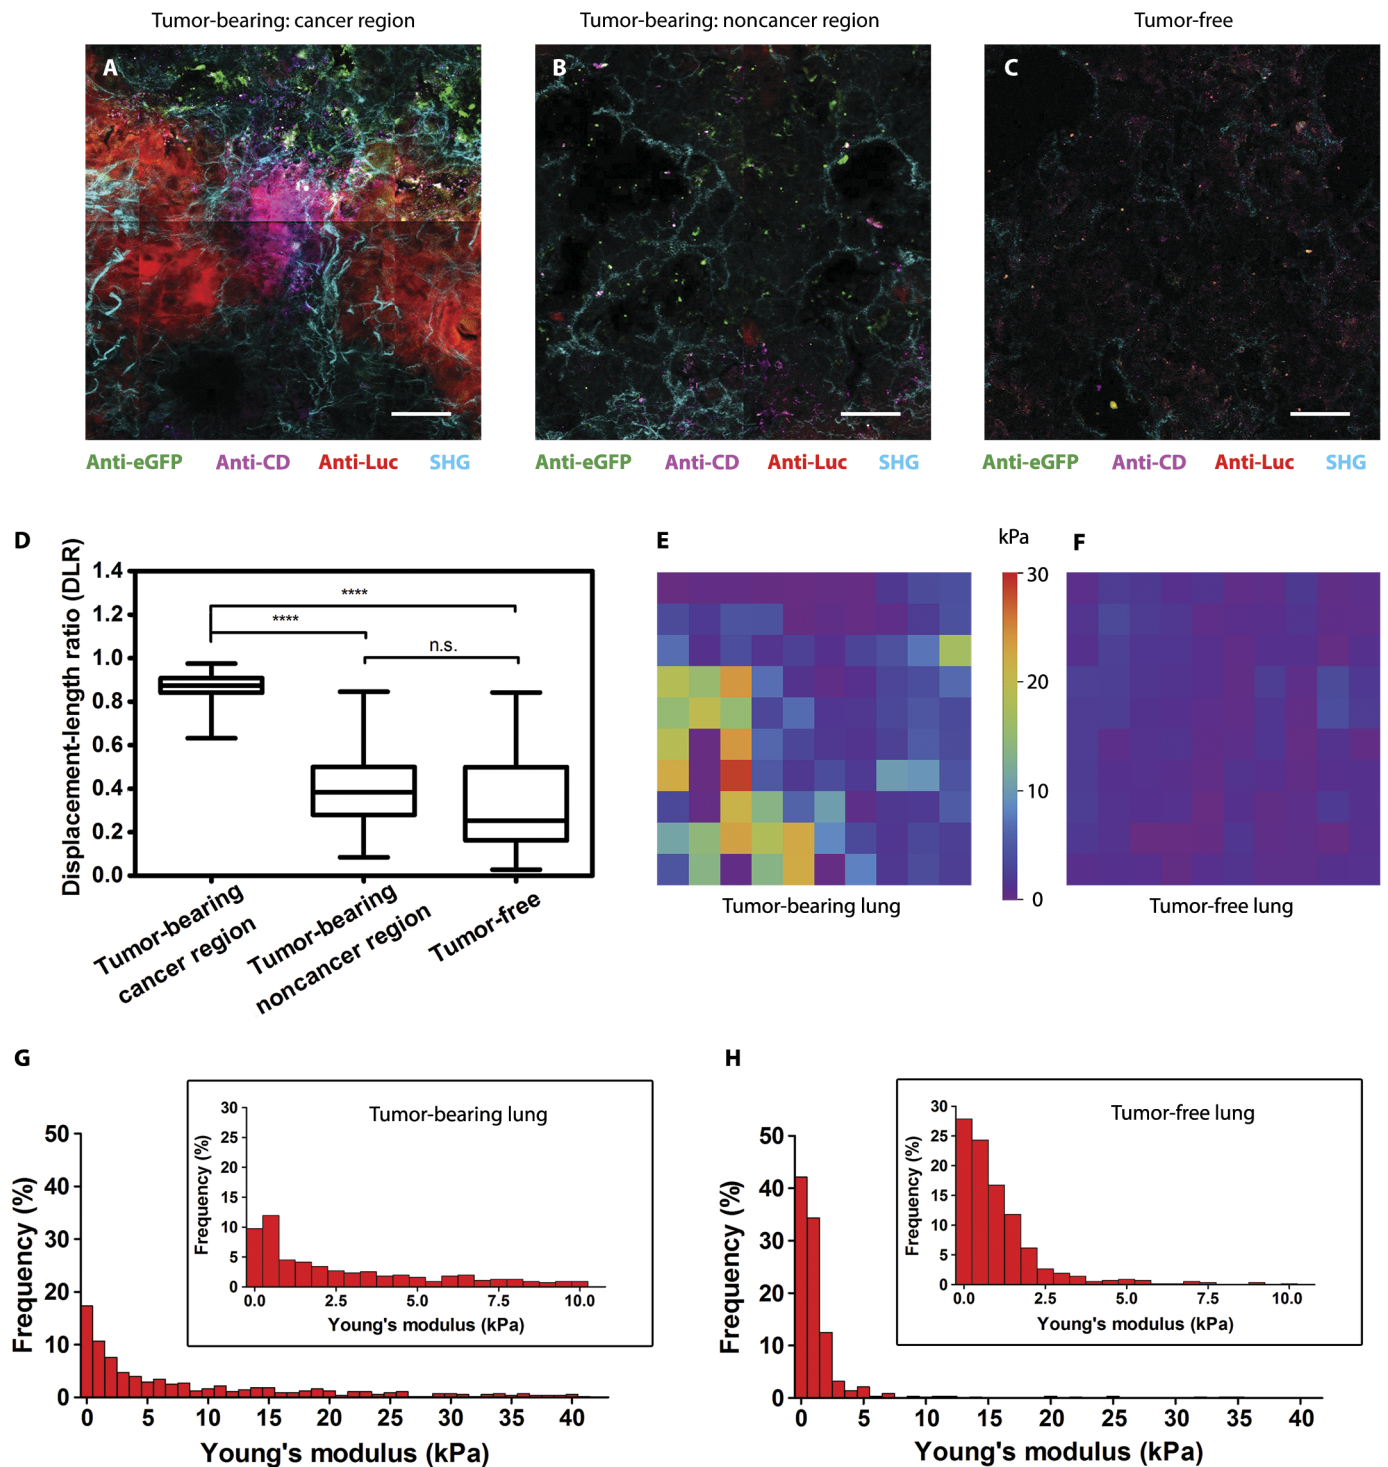 Tumor-bearing: cancer region
Tumor-bearing: noncancer region
Tumor-free
A
B
C
Anti-eGFP Anti-CD Anti-Luc SHG
Anti-eGFP Anti-CD Anti-Luc SHG
Anti-eGFP Anti-CD Anti-Luc SHG
D
Displacement-length ratio (DLR)
1.4
1.2
1.0
0.8
0.6
0.4
0.2
0.0
****
****
n.s.
Tumor-bearing
cancer region
Tumor-bearing
noncancer region
Tumor-free
E
kPa
30
20
10
0
Tumor-bearing lung
F
Tumor-free lung
G
Frequency (%)
50
40
30
20
10
0
0 5 10 15 20 25 30 35 40
Young's modulus (kPa)
Tumor-bearing lung
Frequency (%)
30
25
20
15
10
5
0
0.0 2.5 5.0 7.5 10.0
Young's modulus (kPa)
H
Frequency (%)
50
40
30
20
10
0
0 5 10 15 20 25 30 35 40
Young's modulus (kPa)
Tumor-free lung
Frequency (%)
30
25
20
15
10
5
0
0.0 2.5 5.0 7.5 10.0
Young's modulus (kPa)